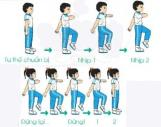 Tư thế chuẩn bị Nhịp 1 Nhịp 2
Đứng lại... Đứng! 1 2